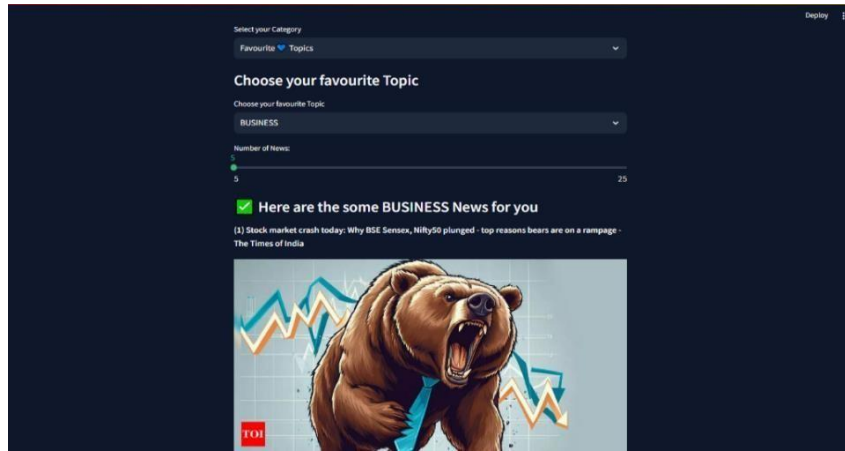 Deploy
Select your Category
Favourite 💙 Topics
Choose your favourite Topic
Choose your favourite Topic
BUSINESS
Number of News:
5
5
25
✅ Here are the some BUSINESS News for you
(1) Stock market crash today: Why BSE Sensex, Nifty50 plunged - top reasons bears are on a rampage -
The Times of India
TOI